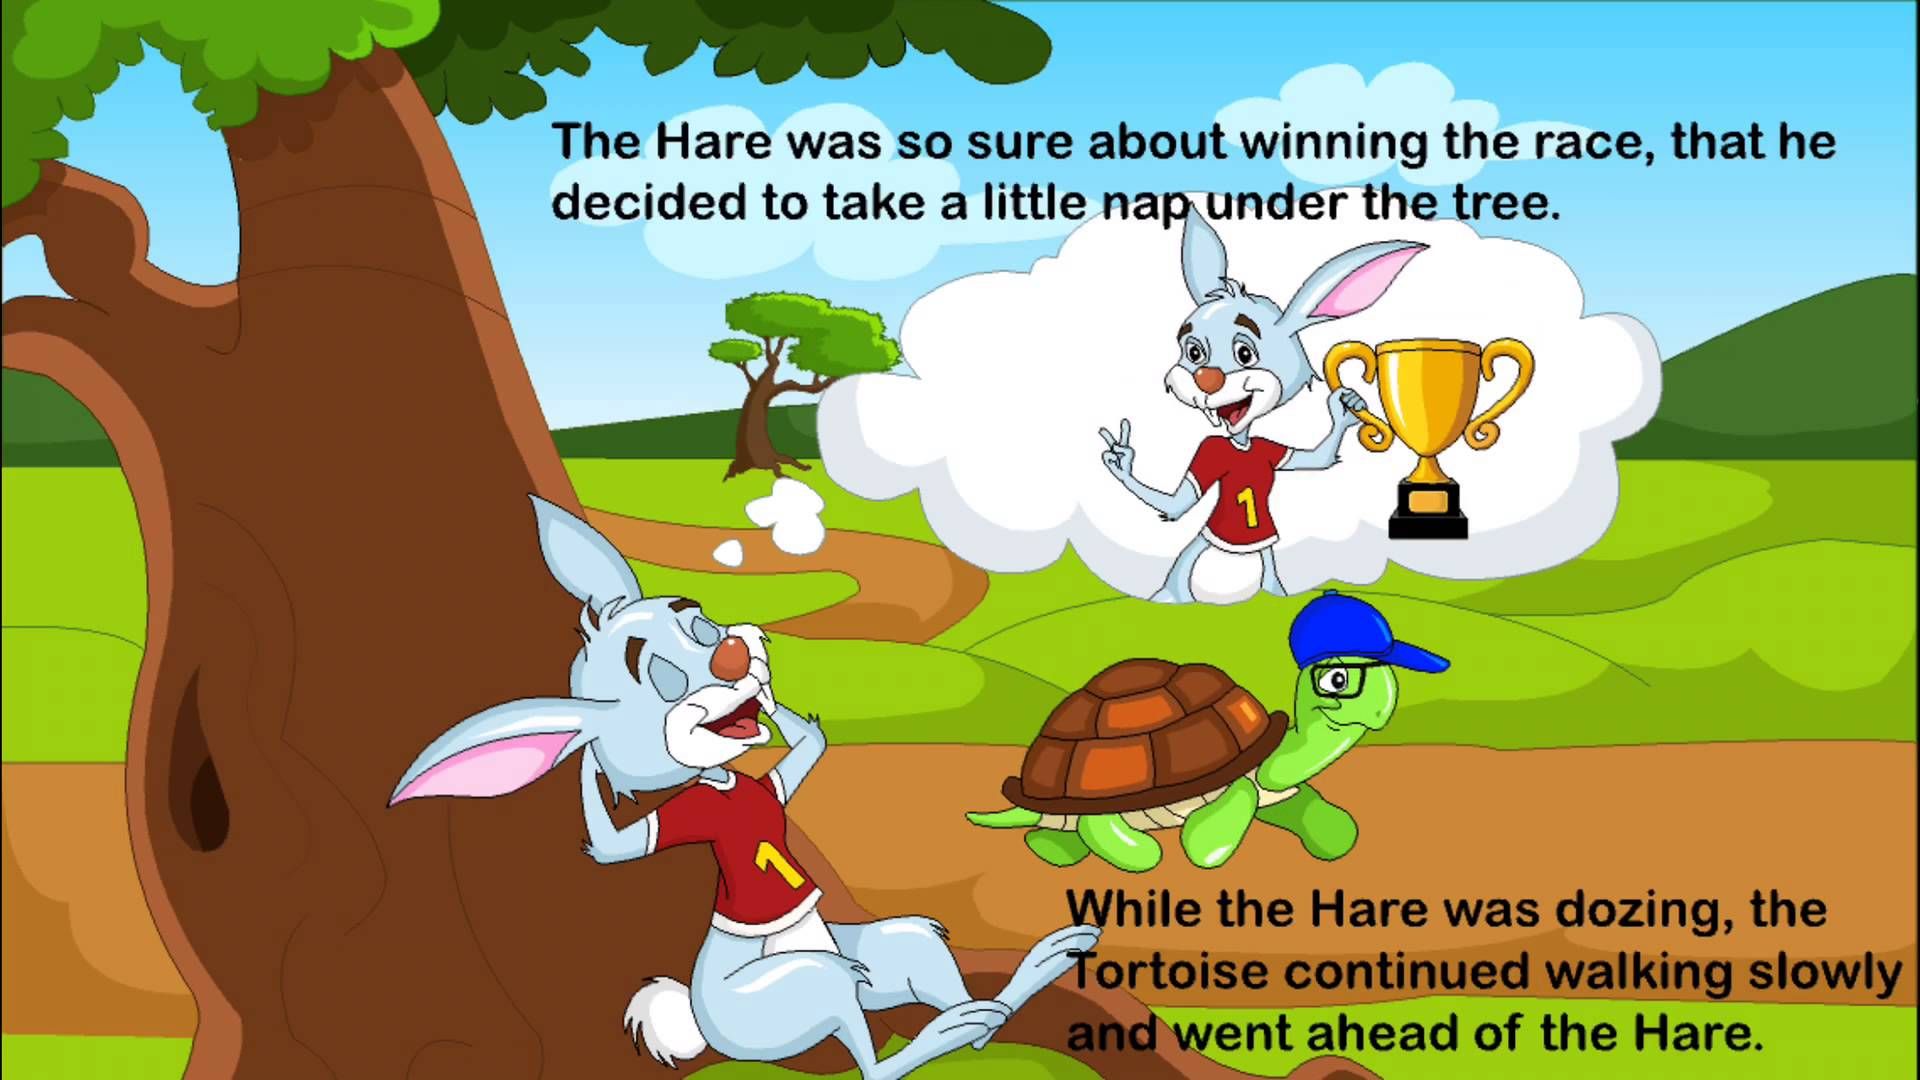 The Hare was so sure about winning the race, that he
decided to take a little nap under the tree.
1
1
While the Hare was dozing, the
Tortoise continued walking slowly
and went ahead of the Hare.